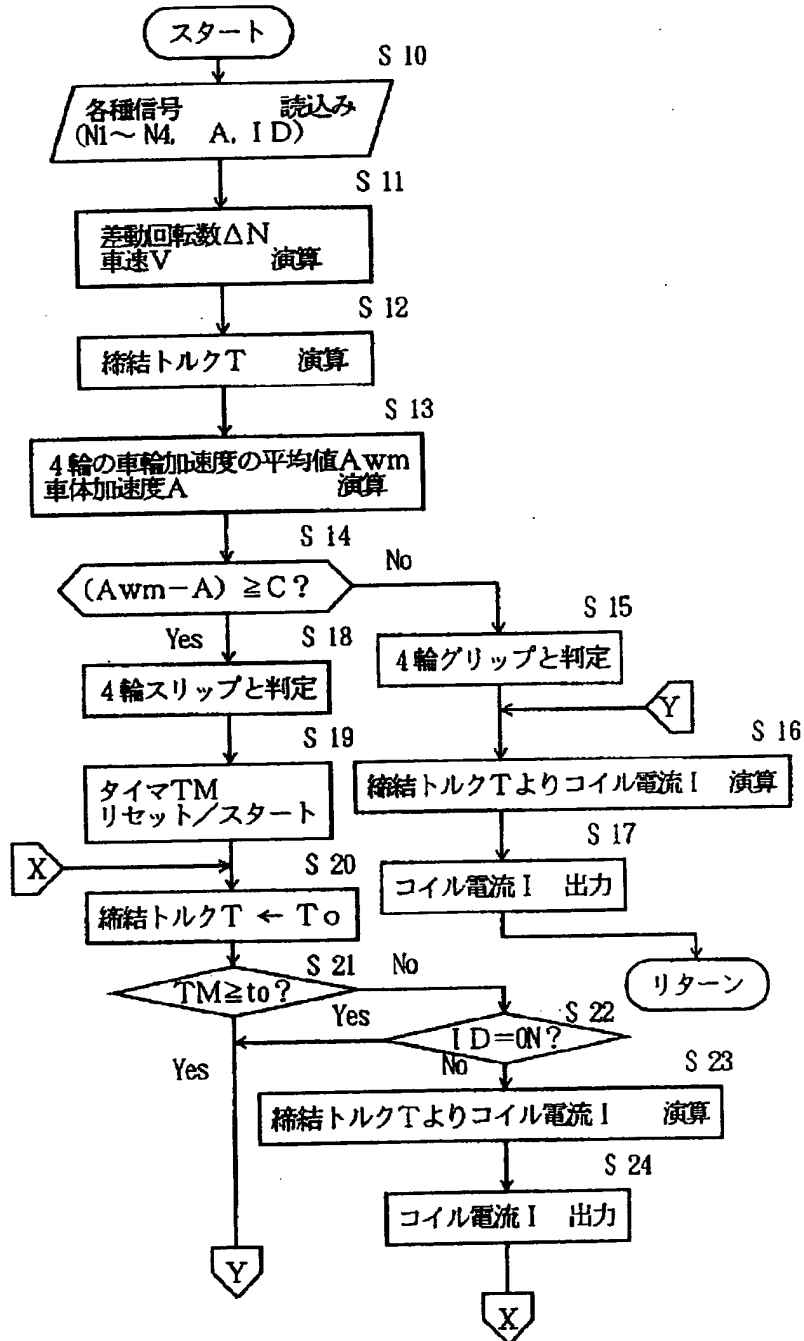 スタート
S 10
各種信号 読込み
(N1～N4, A, ID)
S 11
差動回転数ΔN
車速V 演算
S 12
締結トルクT 演算
S 13
4輪の車輪加速度の平均値Awm
車体加速度A 演算
S 14
(Awm-A) ≧C?
No
Yes
S 15
4輪グリップと判定
S 18
4輪スリップと判定
Y
S 16
締結トルクTよりコイル電流I 演算
S 19
タイマTM
リセット/スタート
S 17
コイル電流I 出力
X
S 20
締結トルクT ← To
リターン
S 21
TM≧to?
No
Yes
S 22
ID=ON?
Yes
No
S 23
締結トルクTよりコイル電流I 演算
S 24
コイル電流I 出力
Y
X